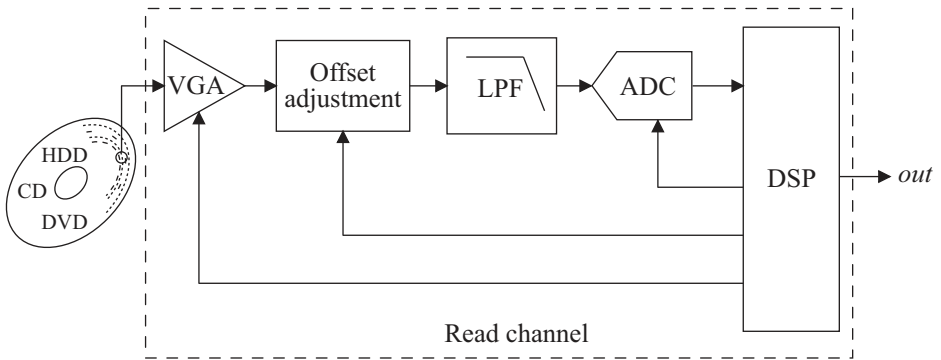 HDD
CD
DVD
VGA
Offset
adjustment
LPF
ADC
DSP
out
Read channel